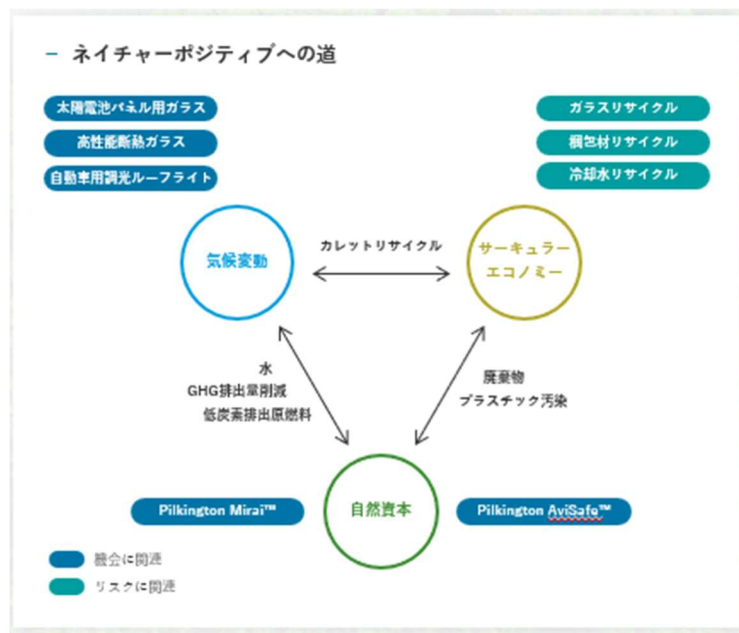 ネイチャーポジティブへの道
太陽電池パネル用ガラス
高性能断熱ガラス
自動車用調光ルーフライト
ガラスリサイクル
梱包材リサイクル
冷却水リサイクル
気候変動
カレットリサイクル
サーキュラー
エコノミー
水
GHG排出量削減
低炭素排出原燃料
廃棄物
プラスチック汚染
自然資本
Pilkington Mirai™
Pilkington AviSafe™
機会に関連
リスクに関連